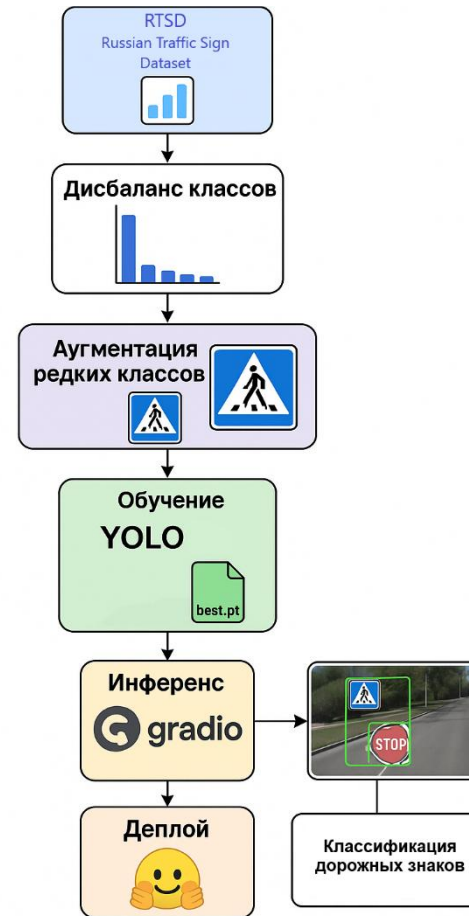 RTSD
Russian Traffic Sign
Dataset
Дисбаланс классов
Аугментация
редких классов
Обучение
YOLO
best.pt
Инференс
gradio
STOP
Деплой
Классификация
дорожных знаков